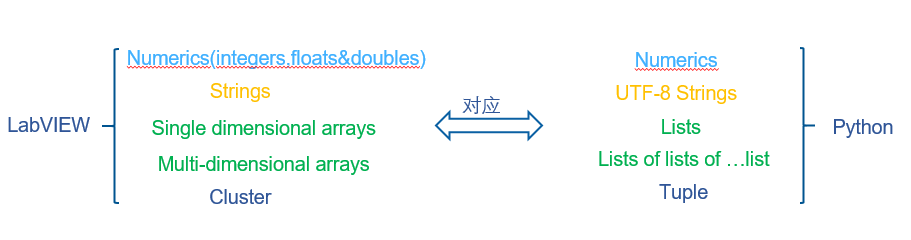 LabVIEW
Numerics(integers.floats&doubles)
Strings
Single dimensional arrays
Multi-dimensional arrays
Cluster
对应
Numerics
UTF-8 Strings
Lists
Lists of lists of …list
Tuple
Python